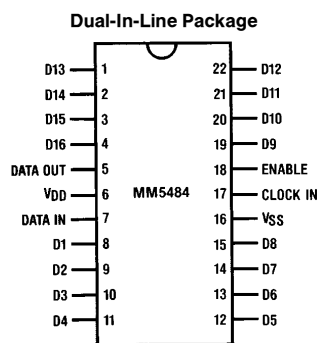 Dual-In-Line Package
D13 1 22 D12
D14 2 21 D11
D15 3 20 D10
D16 4 19 D9
DATA OUT 5 18 ENABLE
VDD 6 MM5484 17 CLOCK IN
DATA IN 7 16 VSS
D1 8 15 D8
D2 9 14 D7
D3 10 13 D6
D4 11 12 D5